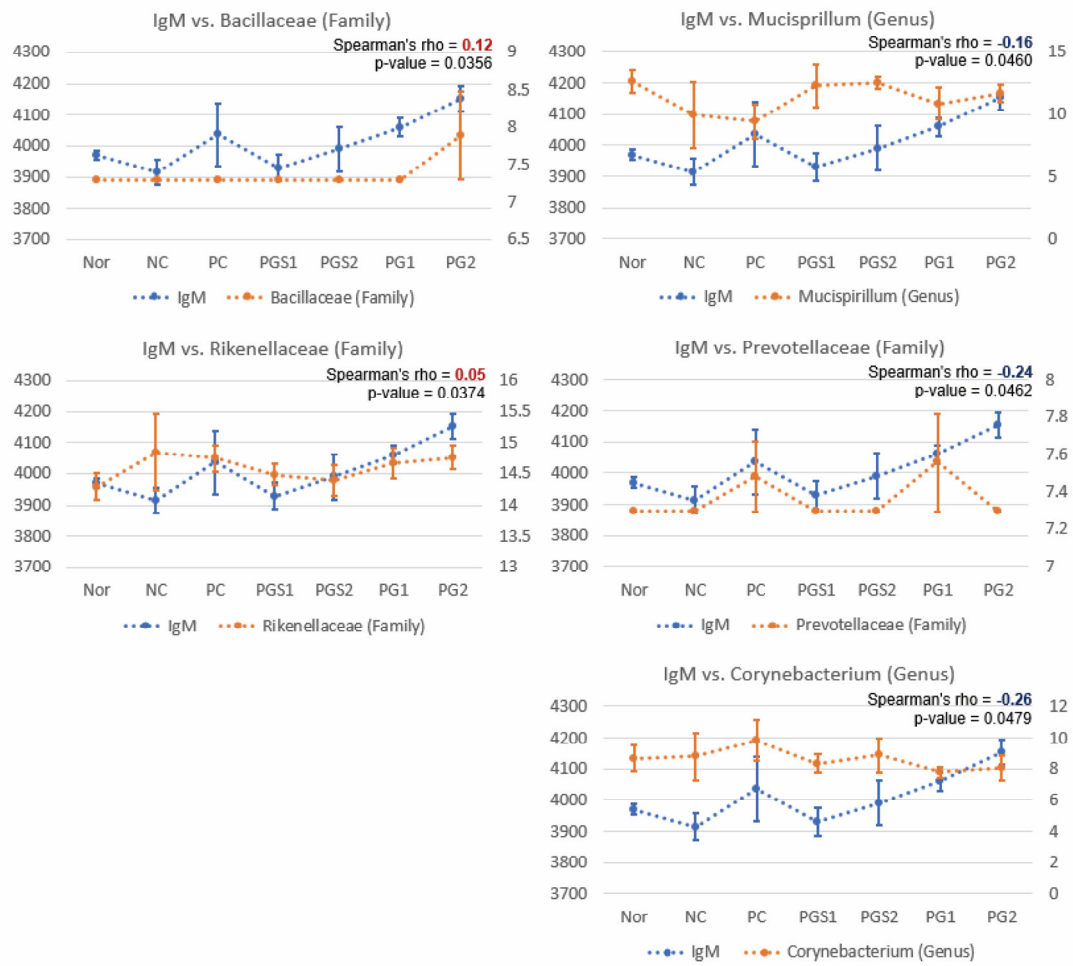 IgM vs. Bacillaceae (Family)
Spearman's rho = 0.12
p-value = 0.0356
4300
4200
4100
4000
3900
3800
3700
9
8.5
8
7.5
7
6.5
Nor NC PC PGS1 PGS2 PG1 PG2
IgM Bacillaceae (Family)
IgM vs. Mucisprillum (Genus)
Spearman's rho = -0.16
p-value = 0.0460
4300
4200
4100
4000
3900
3800
3700
15
10
5
0
Nor NC PC PGS1 PGS2 PG1 PG2
IgM Mucispirillum (Genus)
IgM vs. Rikenellaceae (Family)
Spearman's rho = 0.05
p-value = 0.0374
4300
4200
4100
4000
3900
3800
3700
16
15.5
15
14.5
14
13.5
13
Nor NC PC PGS1 PGS2 PG1 PG2
IgM Rikenellaceae (Family)
IgM vs. Prevotellaceae (Family)
Spearman's rho = -0.24
p-value = 0.0462
4300
4200
4100
4000
3900
3800
3700
8
7.8
7.6
7.4
7.2
7
Nor NC PC PGS1 PGS2 PG1 PG2
IgM Prevotellaceae (Family)
IgM vs. Corynebacterium (Genus)
Spearman's rho = -0.26
p-value = 0.0479
4300
4200
4100
4000
3900
3800
3700
12
10
8
6
4
2
0
Nor NC PC PGS1 PGS2 PG1 PG2
IgM Corynebacterium (Genus)